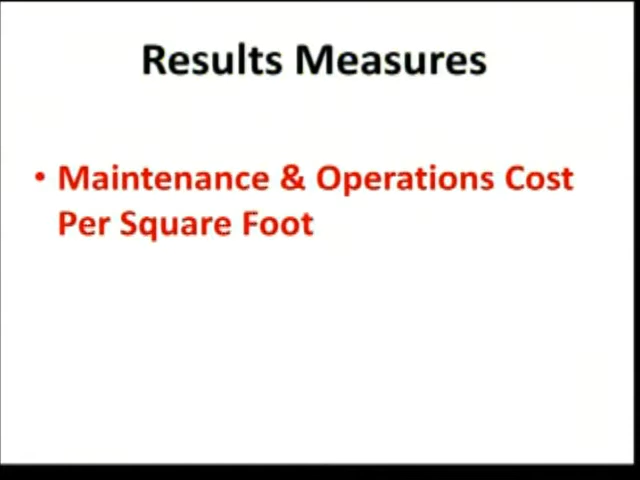 Results Measures
• Maintenance & Operations Cost
Per Square Foot